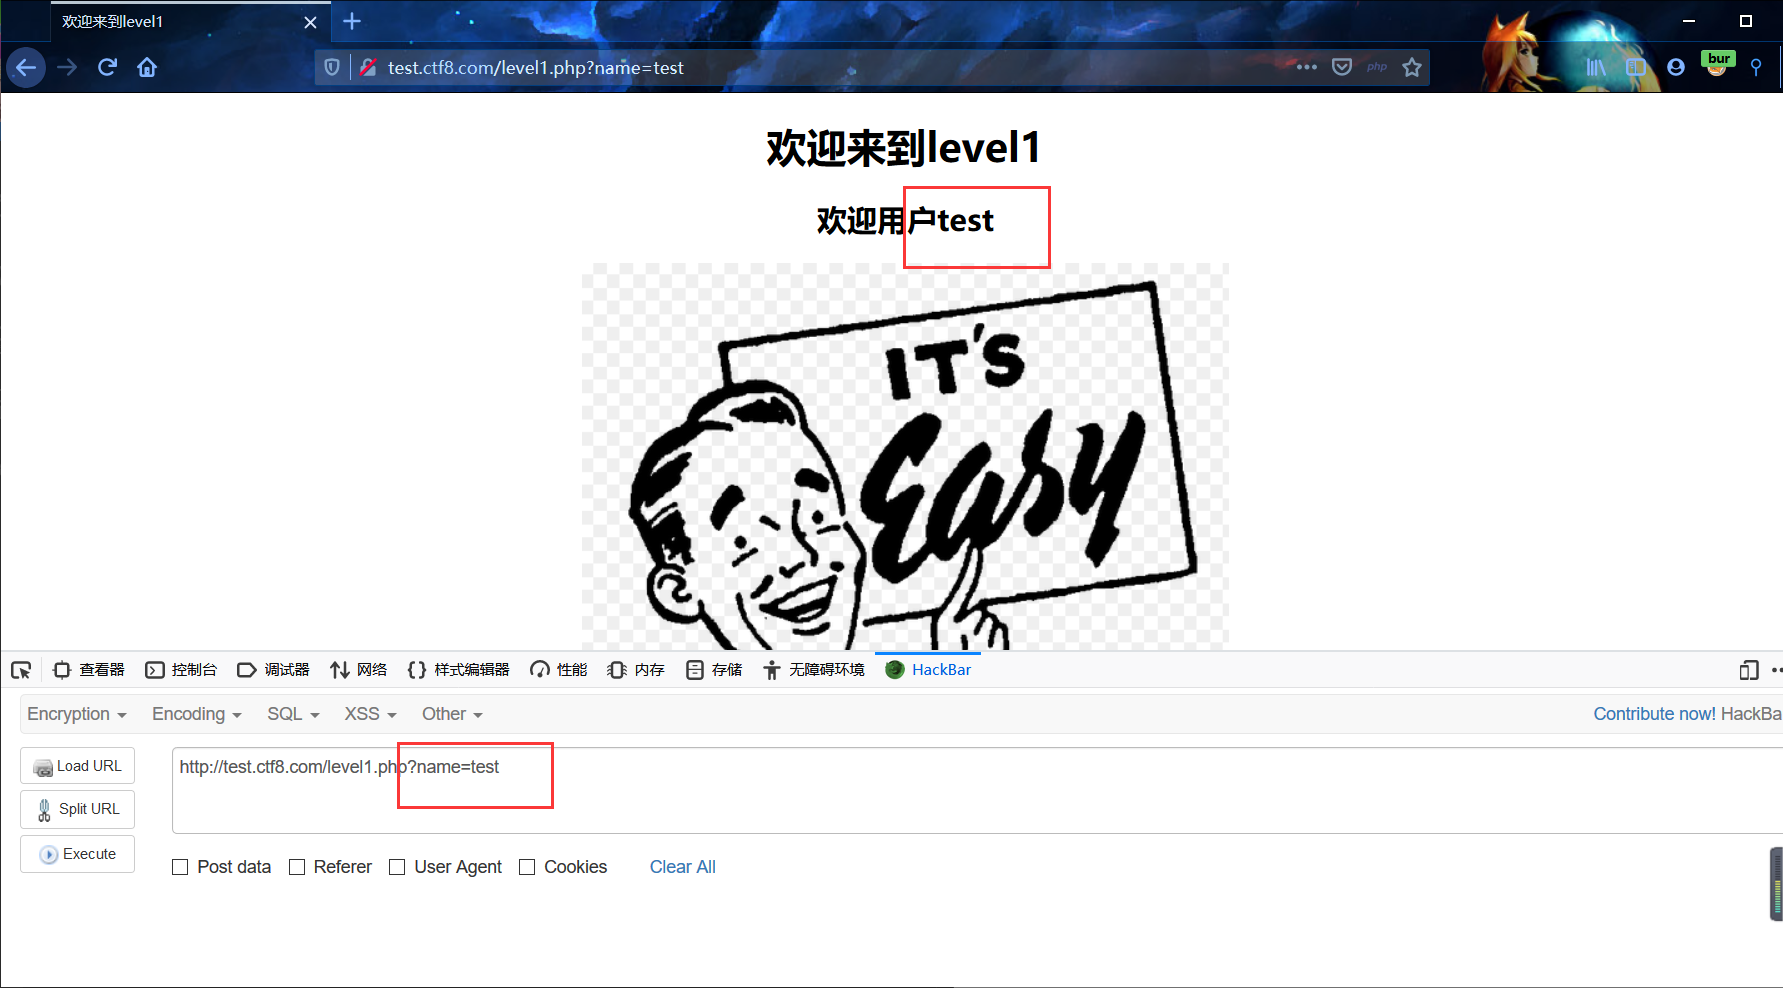 欢迎来到level1
test.ctf8.com/level1.php?name=test
php
bur
欢迎来到level1
欢迎用户test
IT'S
Easy
查看器 控制台 调试器 网络 样式编辑器 性能 内存 存储 无障碍环境 HackBar
Encryption Encoding SQL XSS Other Contribute now! HackBa
Load URL http://test.ctf8.com/level1.php?name=test
Split URL
Execute
Post data Referer User Agent Cookies Clear All